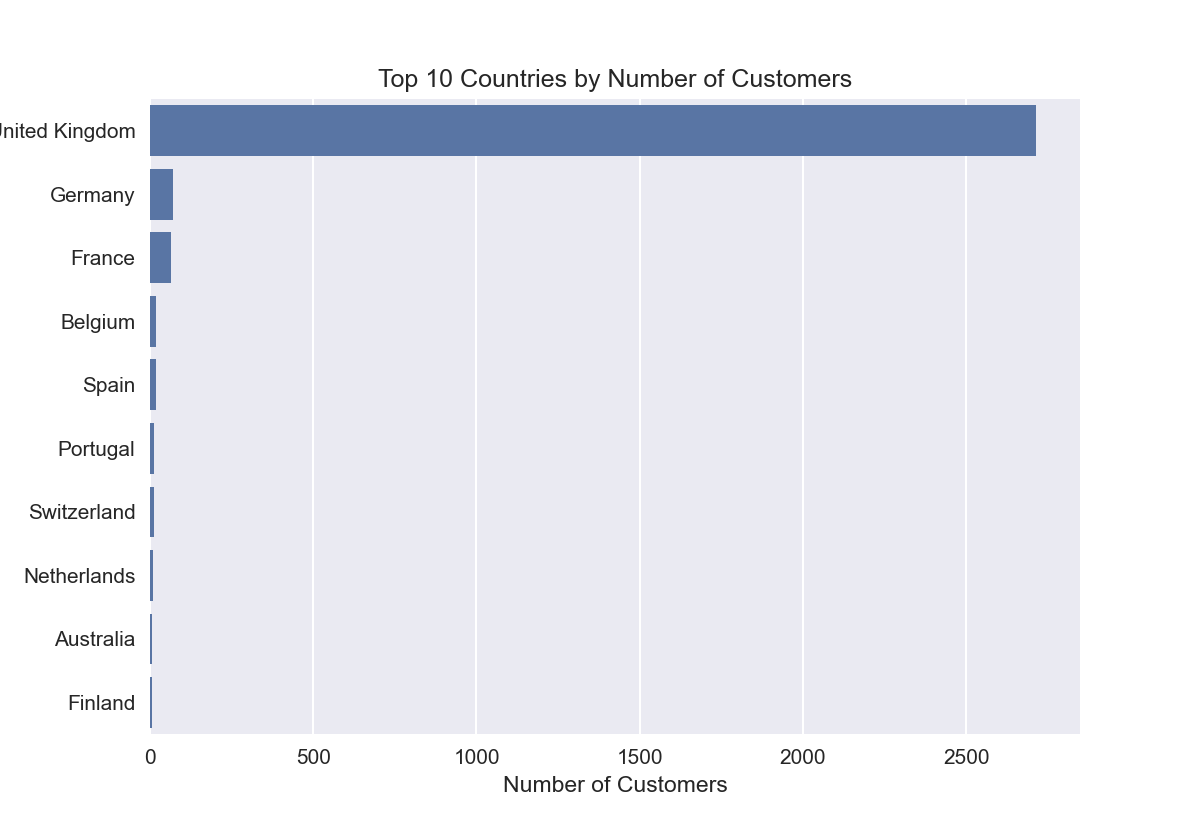 Top 10 Countries by Number of Customers
United Kingdom
Germany
France
Belgium
Spain
Portugal
Switzerland
Netherlands
Australia
Finland
0 500 1000 1500 2000 2500
Number of Customers